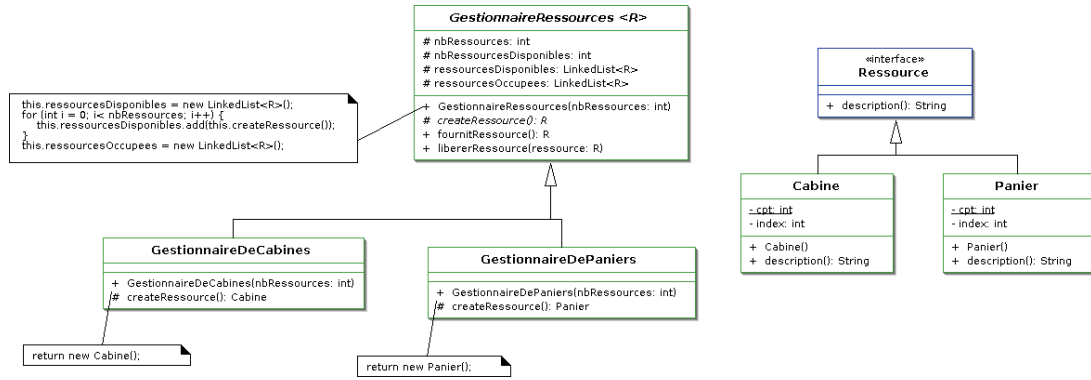 GestionnaireRessources <R>
# nbRessources: int
# nbRessourcesDisponibles: int
# ressourcesDisponibles: LinkedList<R>
# ressourcesOccupees: LinkedList<R>
+ GestionnaireRessources(nbRessources: int)
# createRessource(): R
+ fournitRessource(): R
+ libererRessource(ressource: R)
this.ressourcesDisponibles = new LinkedList<R>();
for (int i = 0; i< nbRessources; i++) {
this.ressourcesDisponibles.add(this.createRessource());
}
this.ressourcesOccupees = new LinkedList<R>();
«interface»
Ressource
+ description(): String
Cabine
- cpt: int
- index: int
+ Cabine()
+ description(): String
Panier
- cpt: int
- index: int
+ Panier()
+ description(): String
GestionnaireDeCabines
+ GestionnaireDeCabines(nbRessources: int)
# createRessource(): Cabine
GestionnaireDePaniers
+ GestionnaireDePaniers(nbRessources: int)
# createRessource(): Panier
return new Cabine();
return new Panier();